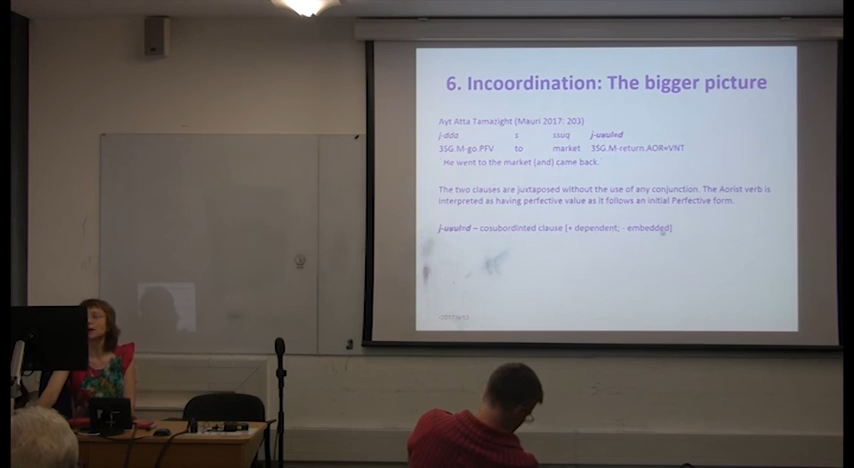 6. Incoordination: The bigger picture
Ayt Atta Tamazight (Mauri 2017: 203)
j-dda s ssuq
3SG.M-go.PFV to market 3SG.M-return.AOR=VNT
He went to the market (and) came back.
The two clauses are juxtaposed without the use of any conjunction. The Aorist verb is
interpreted as having perfective value as it follows an initial Perfective form.
– cosubordinted clause [+ dependent; - embedded]